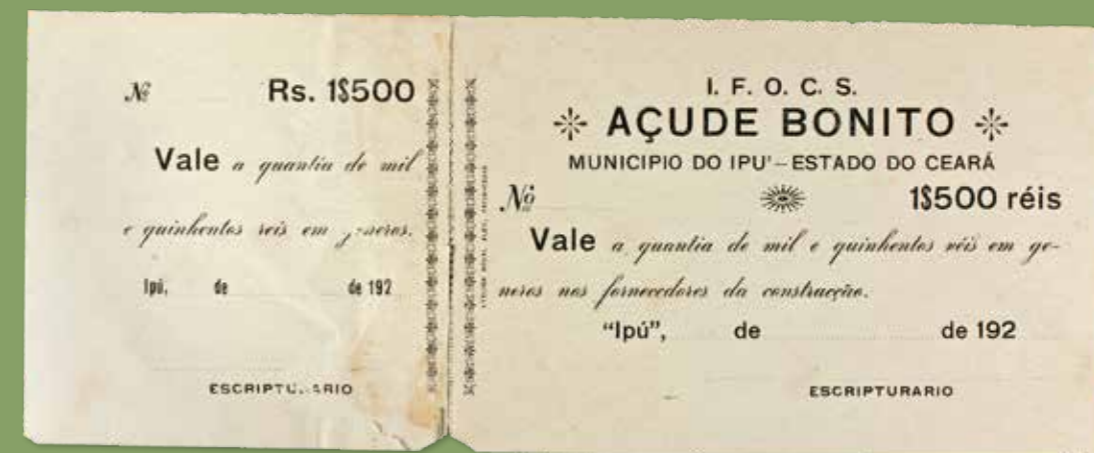 Nº Rs. 1$500
Vale a quantia de mil
e quinhentos reis em generos.
Ipú, de de 192
ESCRIPTURARIO
I. F. O. C. S.
AÇUDE BONITO
MUNICIPIO DO IPU' – ESTADO DO CEARÁ
Nº 1$500 réis
Vale a quantia de mil e quinhentos réis em ge-
neros nos fornecedores da construcção.
"Ipú", de de 192
ESCRIPTURARIO